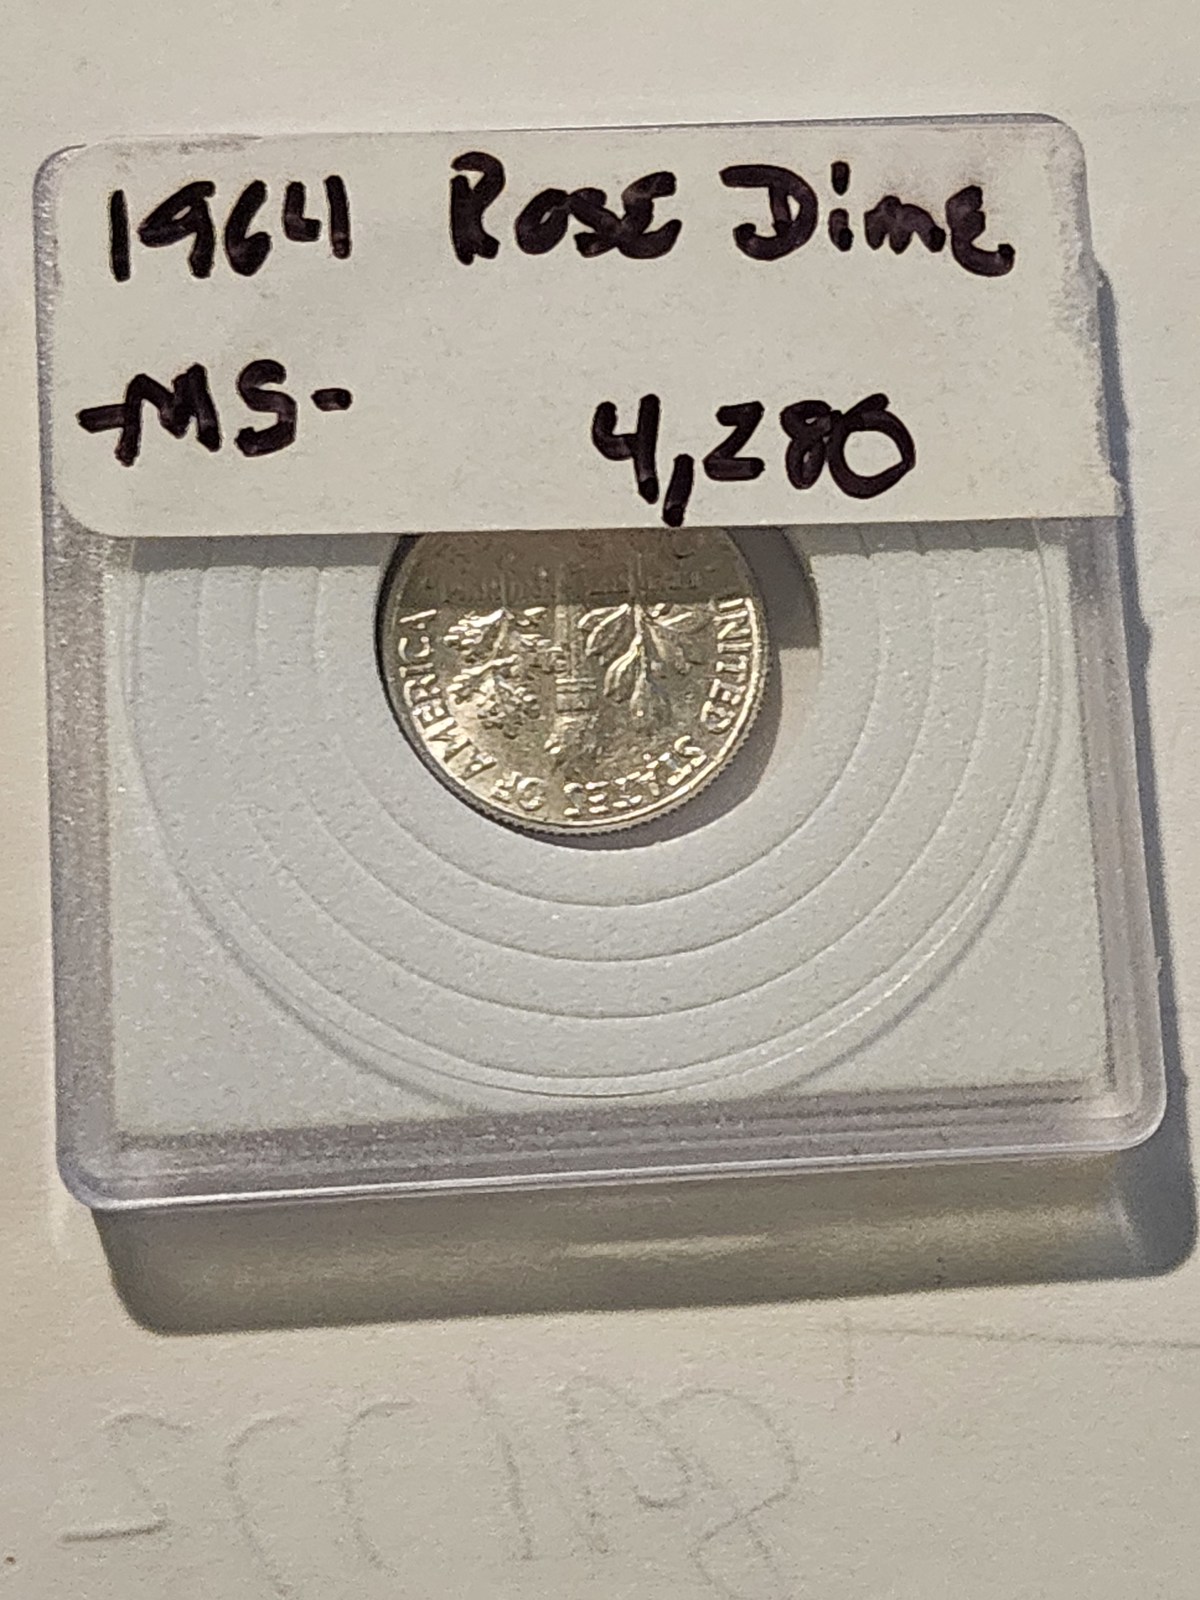 1964 Rose Dime
-MS- 4,280
UNITED STATES OF AMERICA